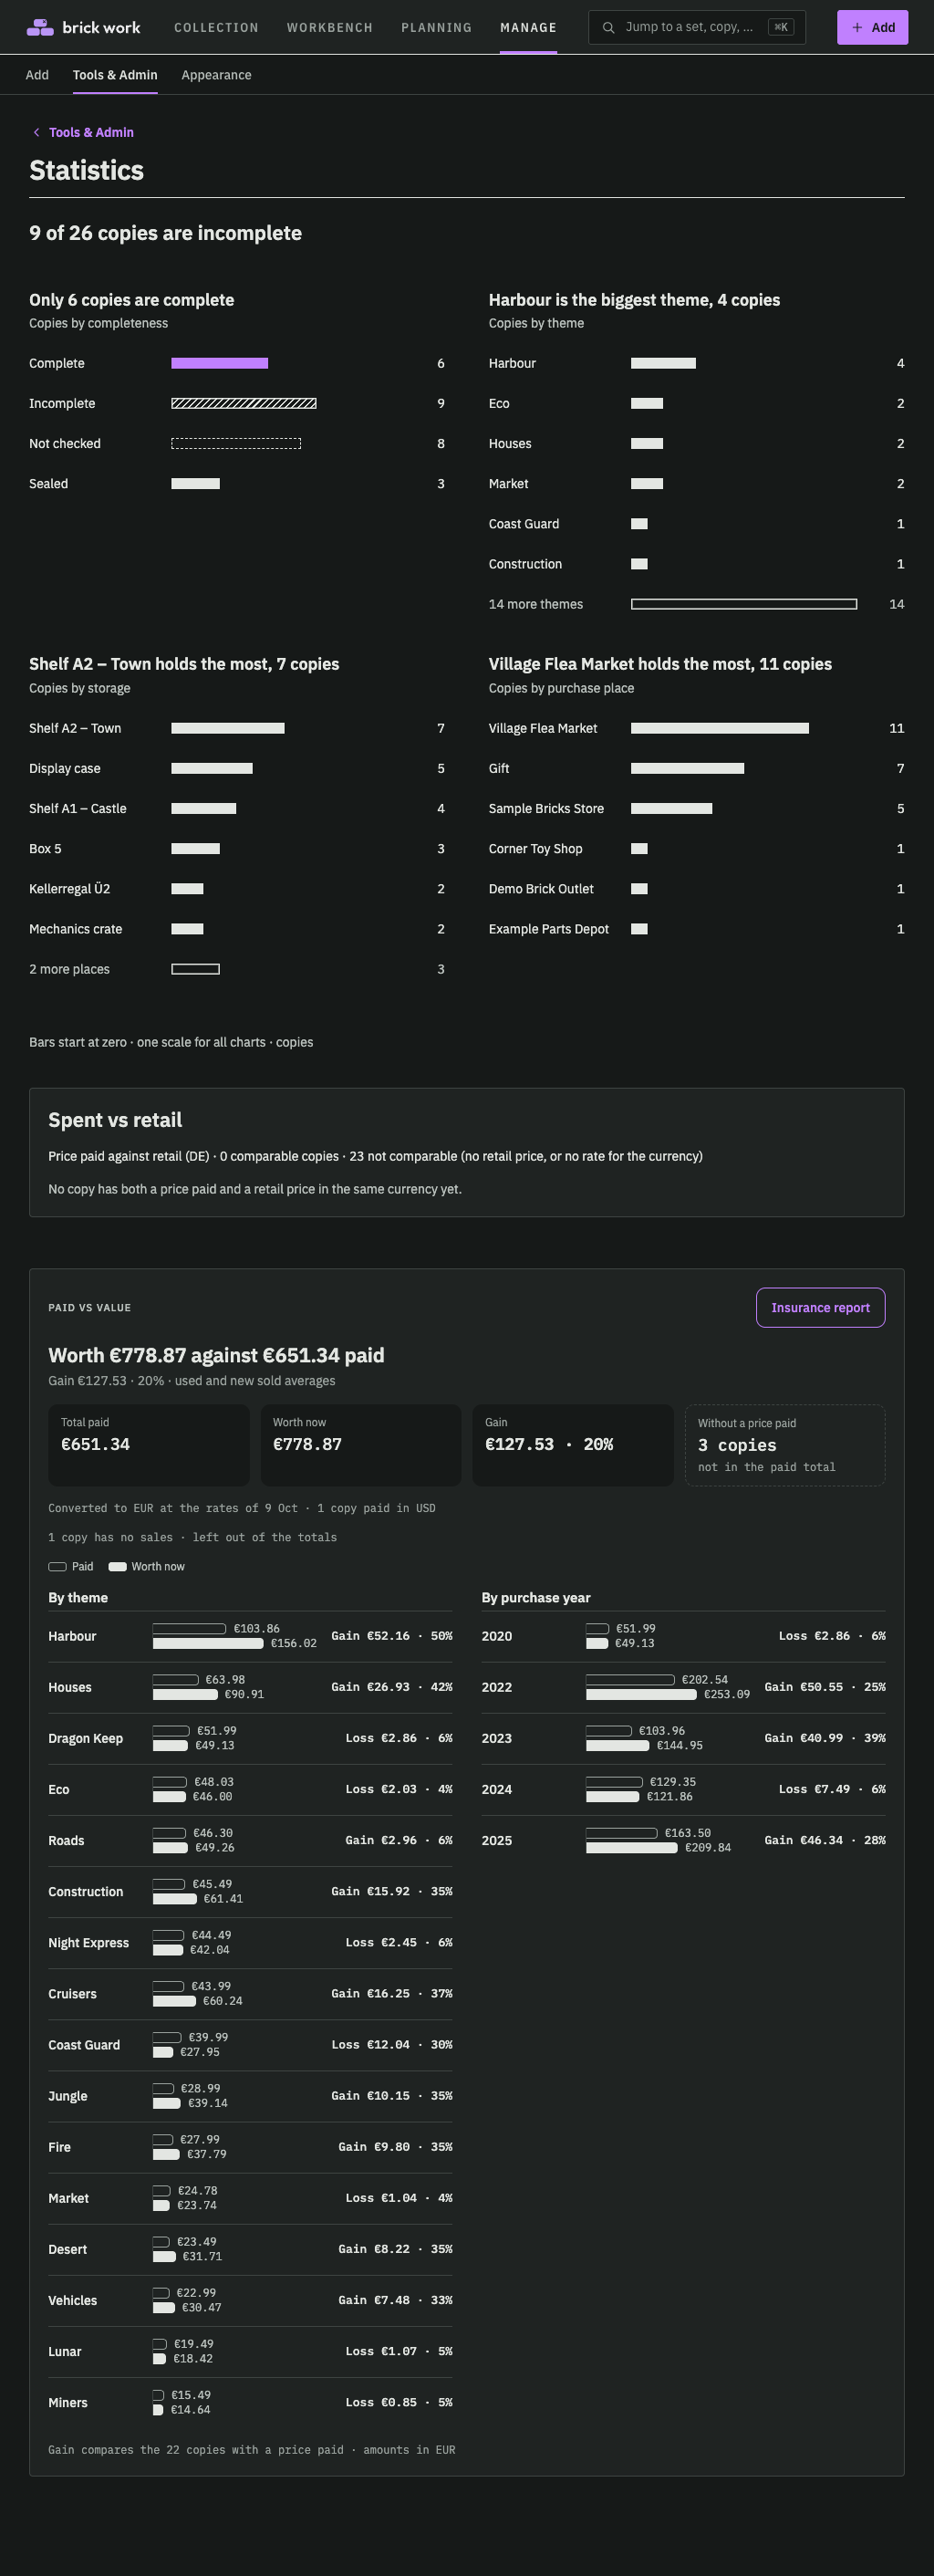 brick work
COLLECTION
WORKBENCH
PLANNING
MANAGE
Jump to a set, copy, ...
⌘K
+ Add
Add
Tools & Admin
Appearance
Tools & Admin
Statistics
9 of 26 copies are incomplete
Only 6 copies are complete
Copies by completeness
Complete 6
Incomplete 9
Not checked 8
Sealed 3
Harbour is the biggest theme, 4 copies
Copies by theme
Harbour 4
Eco 2
Houses 2
Market 2
Coast Guard 1
Construction 1
14 more themes 14
Shelf A2 – Town holds the most, 7 copies
Copies by storage
Shelf A2 – Town 7
Display case 5
Shelf A1 – Castle 4
Box 5 3
Kellerregal Ü2 2
Mechanics crate 2
2 more places 3
Village Flea Market holds the most, 11 copies
Copies by purchase place
Village Flea Market 11
Gift 7
Sample Bricks Store 5
Corner Toy Shop 1
Demo Brick Outlet 1
Example Parts Depot 1
Bars start at zero · one scale for all charts · copies
Spent vs retail
Price paid against retail (DE) · 0 comparable copies · 23 not comparable (no retail price, or no rate for the currency)
No copy has both a price paid and a retail price in the same currency yet.
PAID VS VALUE
Insurance report
Worth €778.87 against €651.34 paid
Gain €127.53 · 20% · used and new sold averages
Total paid
€651.34
Worth now
€778.87
Gain
€127.53 · 20%
Without a price paid
3 copies
not in the paid total
Converted to EUR at the rates of 9 Oct · 1 copy paid in USD
1 copy has no sales · left out of the totals
Paid
Worth now
By theme
Harbour €103.86 €156.02 Gain €52.16 · 50%
Houses €63.98 €90.91 Gain €26.93 · 42%
Dragon Keep €51.99 €49.13 Loss €2.86 · 6%
Eco €48.03 €46.00 Loss €2.03 · 4%
Roads €46.30 €49.26 Gain €2.96 · 6%
Construction €45.49 €61.41 Gain €15.92 · 35%
Night Express €44.49 €42.04 Loss €2.45 · 6%
Cruisers €43.99 €60.24 Gain €16.25 · 37%
Coast Guard €39.99 €27.95 Loss €12.04 · 30%
Jungle €28.99 €39.14 Gain €10.15 · 35%
Fire €27.99 €37.79 Gain €9.80 · 35%
Market €24.78 €23.74 Loss €1.04 · 4%
Desert €23.49 €31.71 Gain €8.22 · 35%
Vehicles €22.99 €30.47 Gain €7.48 · 33%
Lunar €19.49 €18.42 Loss €1.07 · 5%
Miners €15.49 €14.64 Loss €0.85 · 5%
By purchase year
2020 €51.99 €49.13 Loss €2.86 · 6%
2022 €202.54 €253.09 Gain €50.55 · 25%
2023 €103.96 €144.95 Gain €40.99 · 39%
2024 €129.35 €121.86 Loss €7.49 · 6%
2025 €163.50 €209.84 Gain €46.34 · 28%
Gain compares the 22 copies with a price paid · amounts in EUR